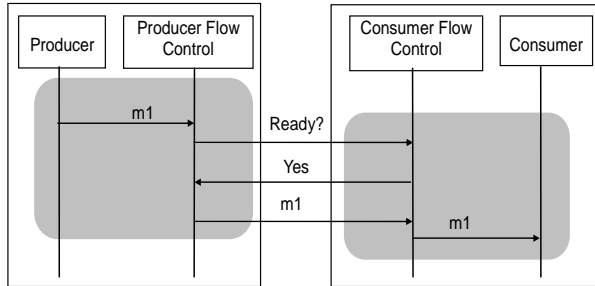 Producer
Producer Flow
Control
Consumer Flow
Control
Consumer
m1
Ready?
Yes
m1
m1